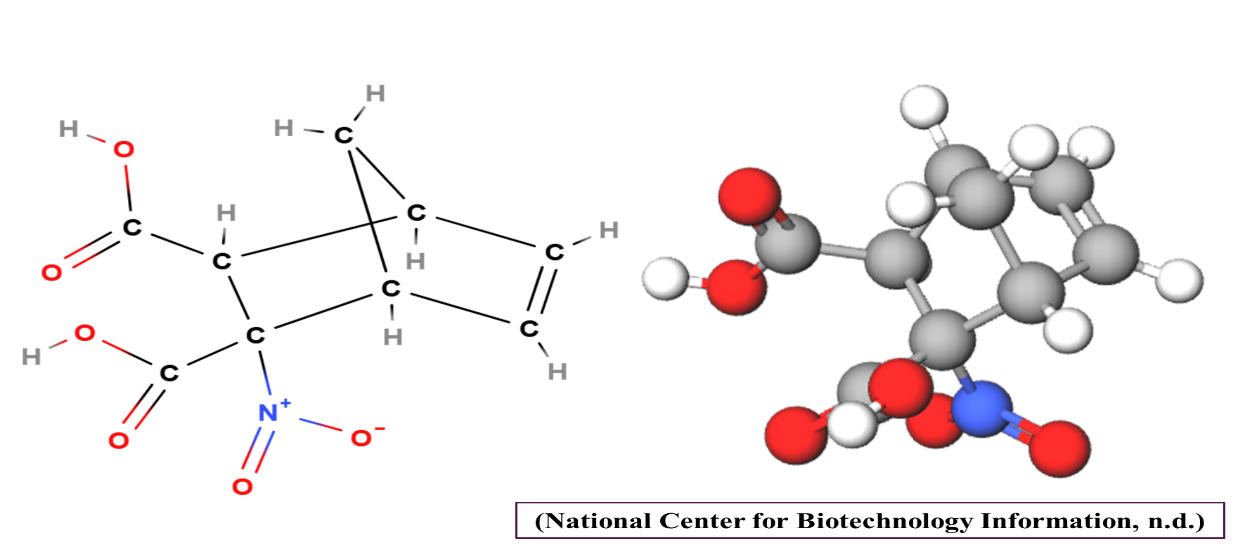 H
H
H
O
H
C
H
C
C
H
O
C
C
H
C
O
H
C
H
C
H
C
C
H
N+
O-
O
O
(National Center for Biotechnology Information, n.d.)